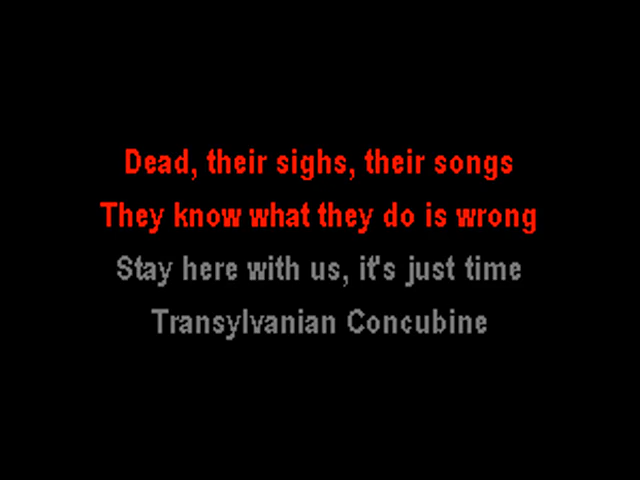 Dead, their sighs, their songs
They know what they do is wrong
Stay here with us, it's just time
Transylvanian Concubine